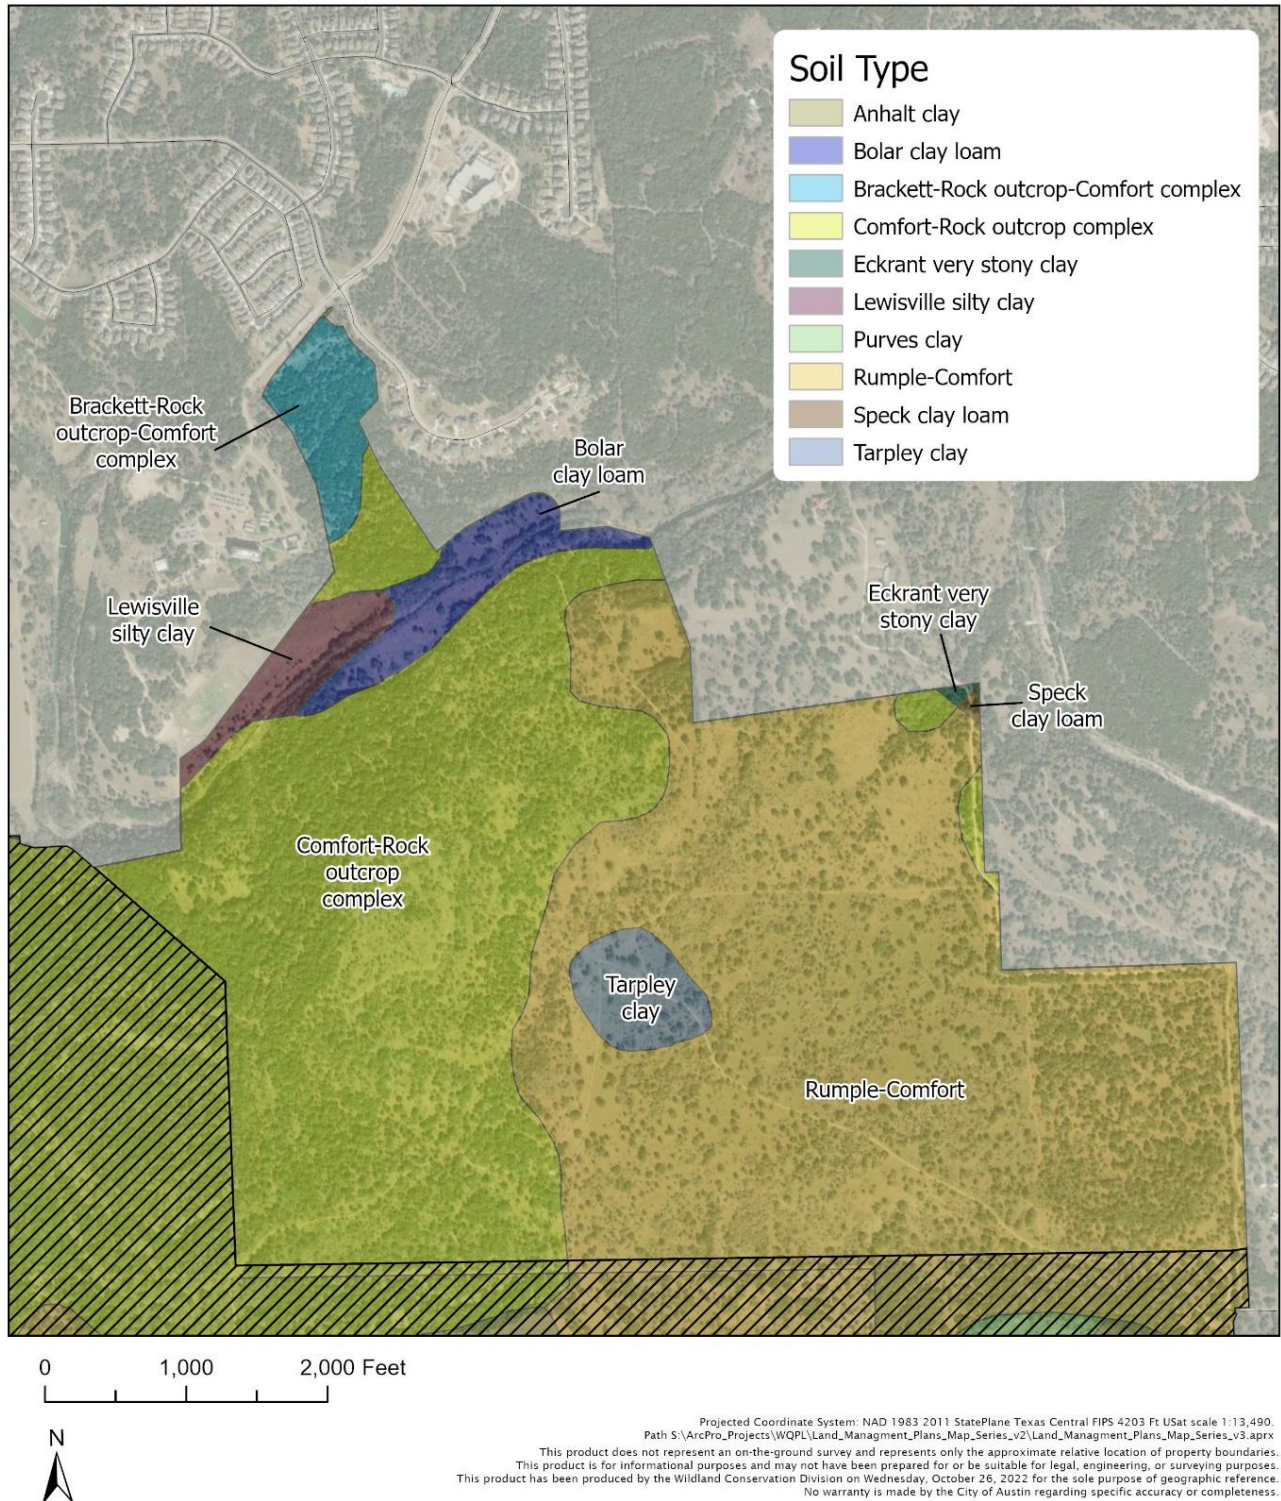 Soil Type
Anhalt clay
Bolar clay loam
Brackett-Rock outcrop-Comfort complex
Comfort-Rock outcrop complex
Eckrant very stony clay
Lewisville silty clay
Purves clay
Rumple-Comfort
Speck clay loam
Tarpley clay
Brackett-Rock
outcrop-Comfort
complex
Bolar
clay loam
Lewisville
silty clay
Eckrant very
stony clay
Speck
clay loam
Comfort-Rock
outcrop
complex
Tarpley
clay
Rumple-Comfort
0 1,000 2,000 Feet
N
Projected Coordinate System: NAD 1983 2011 StatePlane Texas Central FIPS 4203 Ft USat scale 1:13,490.
Path S:\ArcPro_Projects\WQPL\Land_Managment_Plans_Map_Series_v2\Land_Managment_Plans_Map_Series_v3.aprx
This product does not represent an on-the-ground survey and represents only the approximate relative location of property boundaries.
This product is for informational purposes and may not have been prepared for or be suitable for legal, engineering, or surveying purposes.
This product has been produced by the Wildland Conservation Division on Wednesday, October 26, 2022 for the sole purpose of geographic reference.
No warranty is made by the City of Austin regarding specific accuracy or completeness.